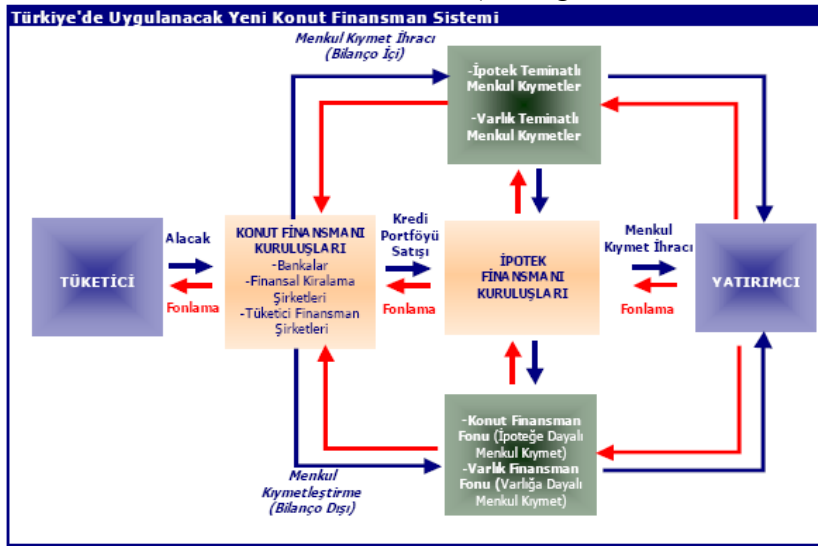 Türkiye'de Uygulanacak Yeni Konut Finansman Sistemi
Menkul Kıymet İhracı
(Bilanço İçi)
-İpotek Teminatlı
Menkul Kıymetler
-Varlık Teminatlı
Menkul Kıymetler
TÜKETİCİ
Alacak
Fonlama
KONUT FİNANSMANI
KURULUŞLARI
-Bankalar
-Finansal Kiralama
Şirketleri
-Tüketici Finansman
Şirketleri
Kredi
Portföyü
Satışı
Fonlama
İPOTEK
FİNANSMANI
KURULUŞLARI
Menkul
Kıymet İhracı
Fonlama
YATIRIMCI
-Konut Finansman
Fonu (İpoteğe Dayalı
Menkul Kıymet)
-Varlık Finansman
Fonu (Varlığa Dayalı
Menkul Kıymet)
Menkul
Kıymetleştirme
(Bilanço Dışı)